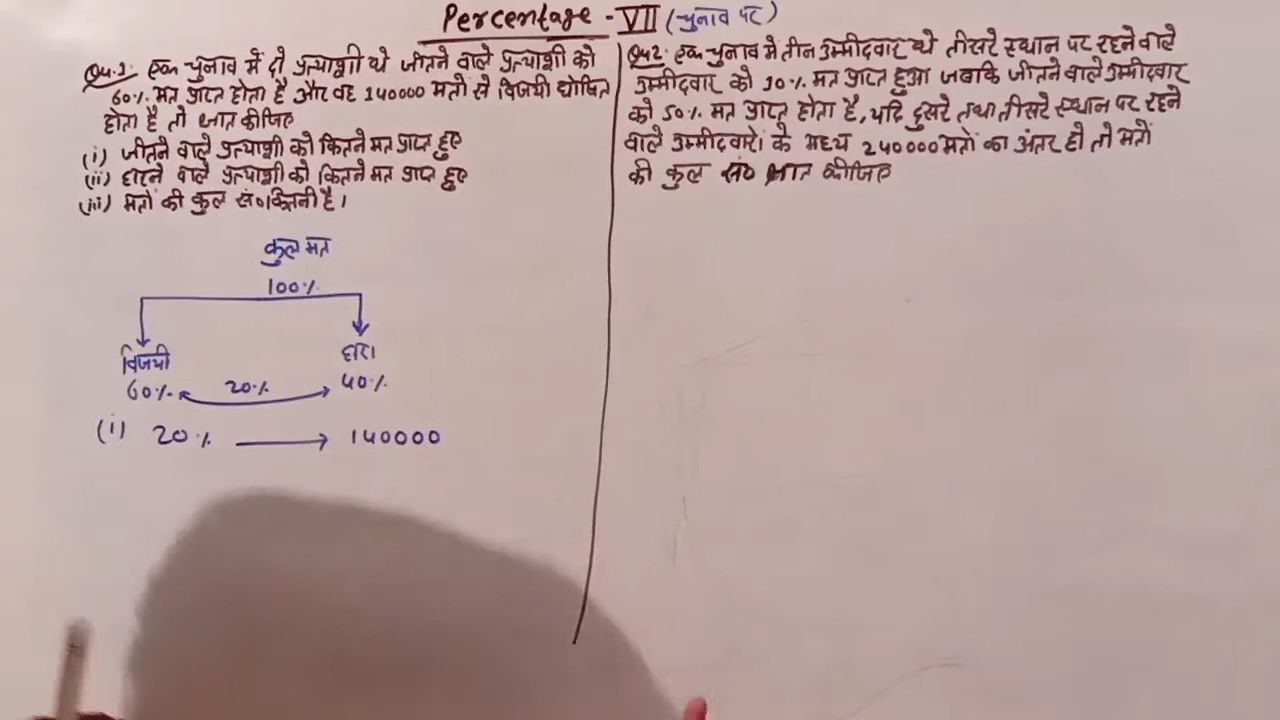 Percentage - VII (चुनाव पर)
Qu.1. एक चुनाव में दो प्रत्याशी थे जीतने वाले प्रत्याशी को
60% मत प्राप्त होता है और वह 140000 मतो से विजयी घोषित
होता है तो ज्ञात कीजिए
(i) जीतने वाले प्रत्याशी को कितने मत प्राप्त हुए
(ii) हारने वाले प्रत्याशी को कितने मत प्राप्त हुए
(iii) मतों की कुल सं० कितनी है।
कुल मत
100%
विजयी हारा
60% 20% 40%
(i) 20% → 140000
Qu2. एक चुनाव मे तीन उम्मीदवार थे तीसरे स्थान पर रहने वाले
उम्मीदवार को 10% मत प्राप्त हुआ जबकि जीतने वाले उम्मीदवार
को 50% मत प्राप्त होता है, यदि दुसरे तथा तीसरे स्थान पर रहने
वाले उम्मीदवारो के मध्य 240000 मतों का अंतर हो तो मतों
की कुल सं० ज्ञात कीजिए